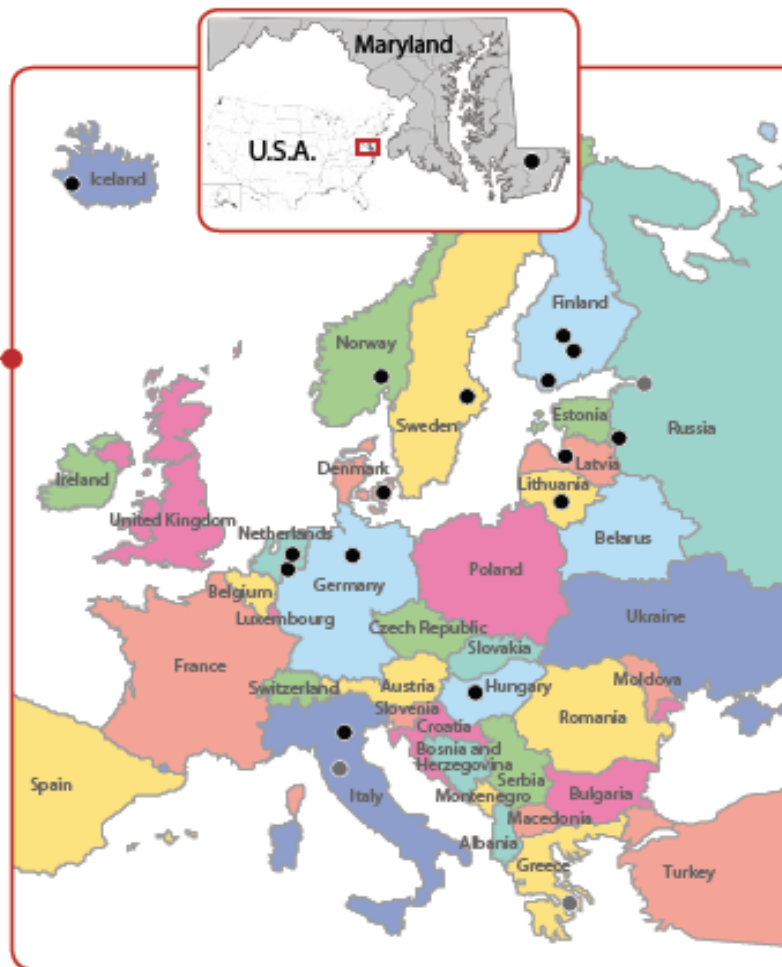 Maryland
U.S.A.
Iceland
Finland
Norway
Sweden
Estonia
Russia
Denmark
Latvia
Lithuania
Ireland
United Kingdom
Netherlands
Belarus
Germany
Poland
Belgium
Luxembourg
Ukraine
Czech Republic
Slovakia
France
Switzerland
Austria
Hungary
Moldova
Slovenia
Romania
Croatia
Bosnia and
Herzegovina
Spain
Serbia
Italy
Montenegro
Bulgaria
Macedonia
Albania
Greece
Turkey